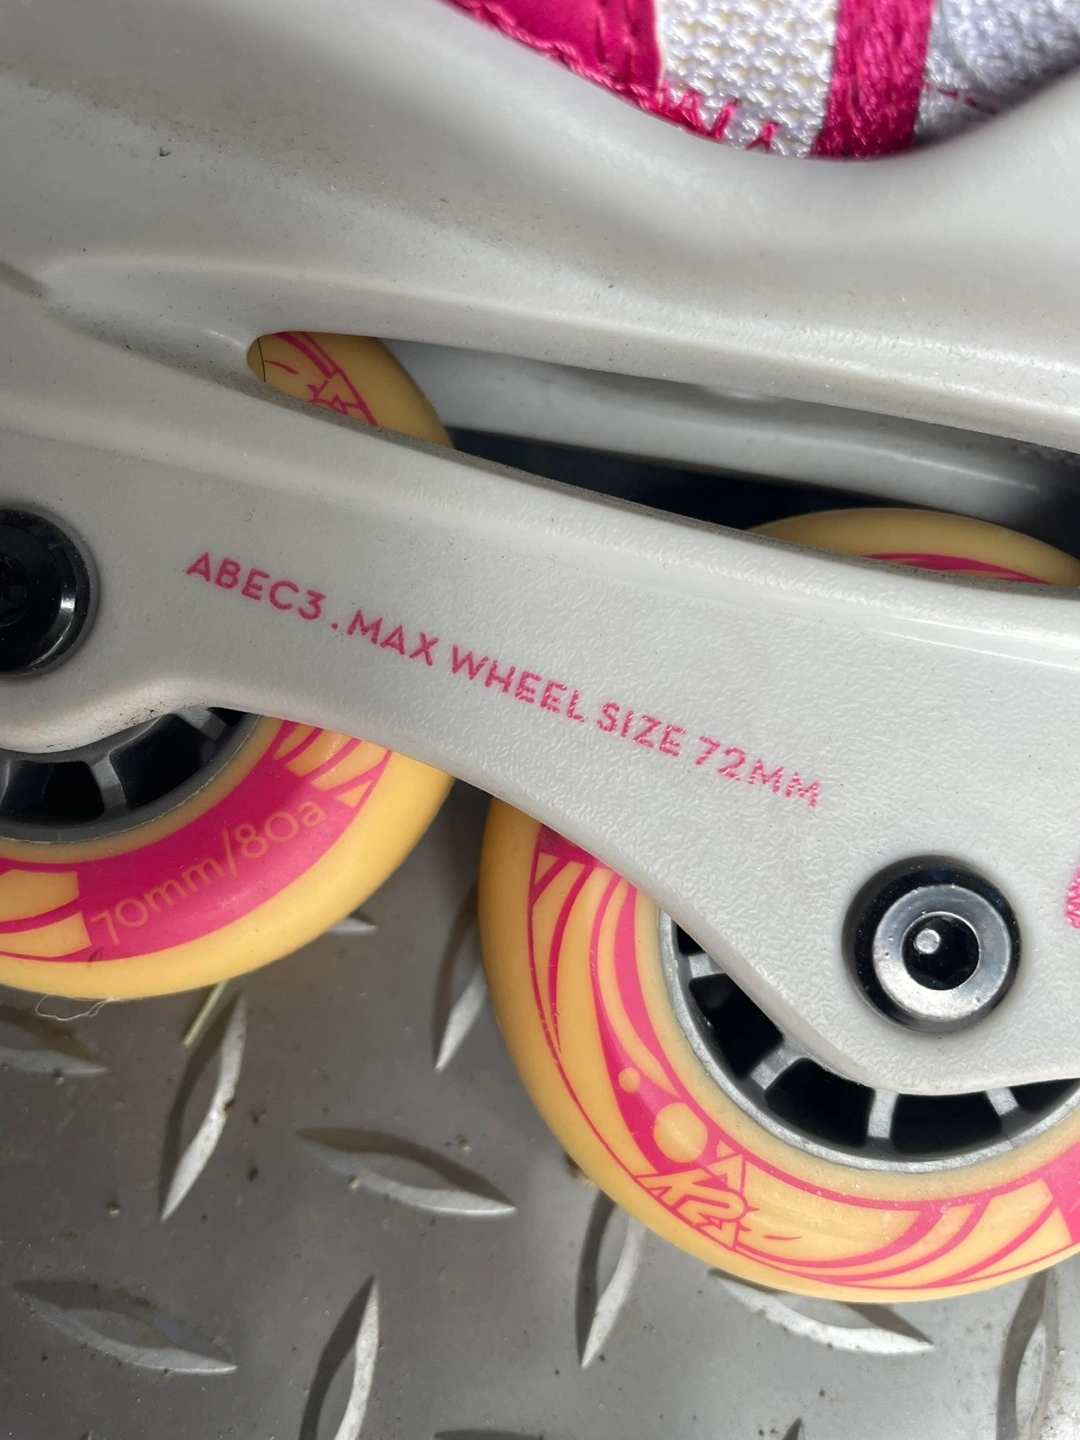 ABEC3.MAX WHEEL SIZE 72MM
70mm/80a
K2